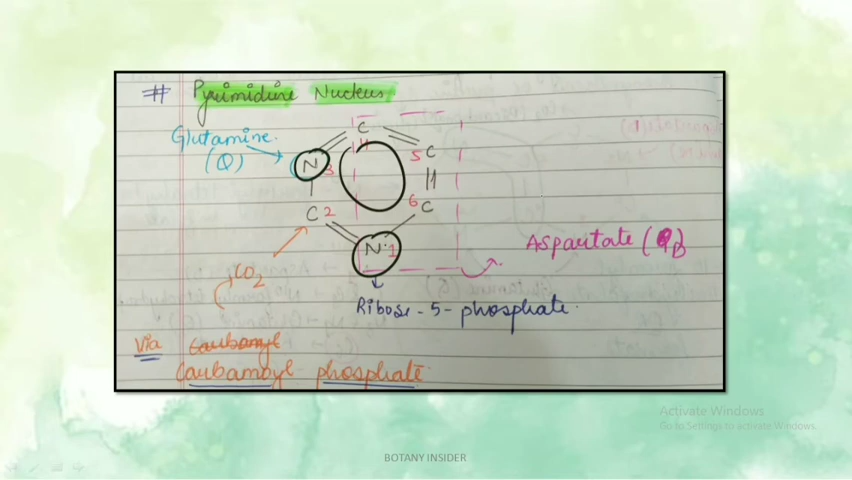 # Pyrimidine Nucleus
Glutamine.
(Q)
C
4
N 3
5 C
C 2
6 C
N 1
CO2
Aspartate (D)
Ribose - 5 - phosphate.
Via
Carbamyl phosphate
Activate Windows
Go to Settings to activate Windows.
BOTANY INSIDER